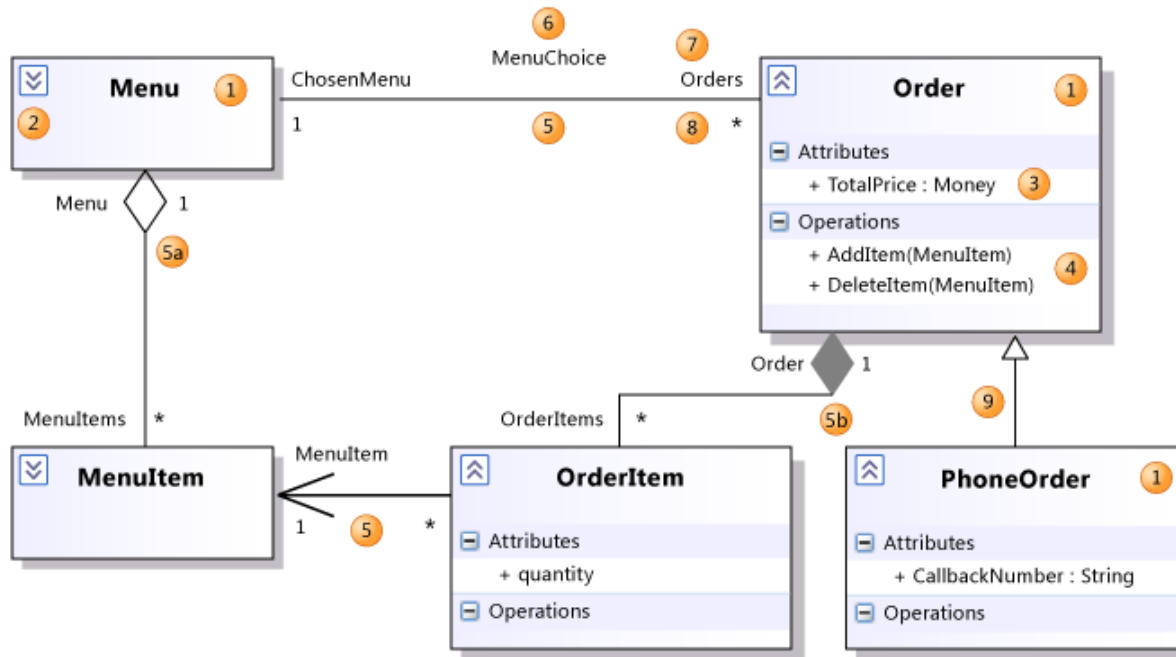 6
MenuChoice
7
Menu 1
2
ChosenMenu
Orders
1
5
8
*
Order 1
Attributes
+ TotalPrice : Money 3
Operations
+ AddItem(MenuItem)
4
+ DeleteItem(MenuItem)
Menu 1
5a
Order 1
5b
9
MenuItems *
OrderItems *
MenuItem
MenuItem
1
5
*
OrderItem
Attributes
+ quantity
Operations
PhoneOrder 1
Attributes
+ CallbackNumber : String
Operations